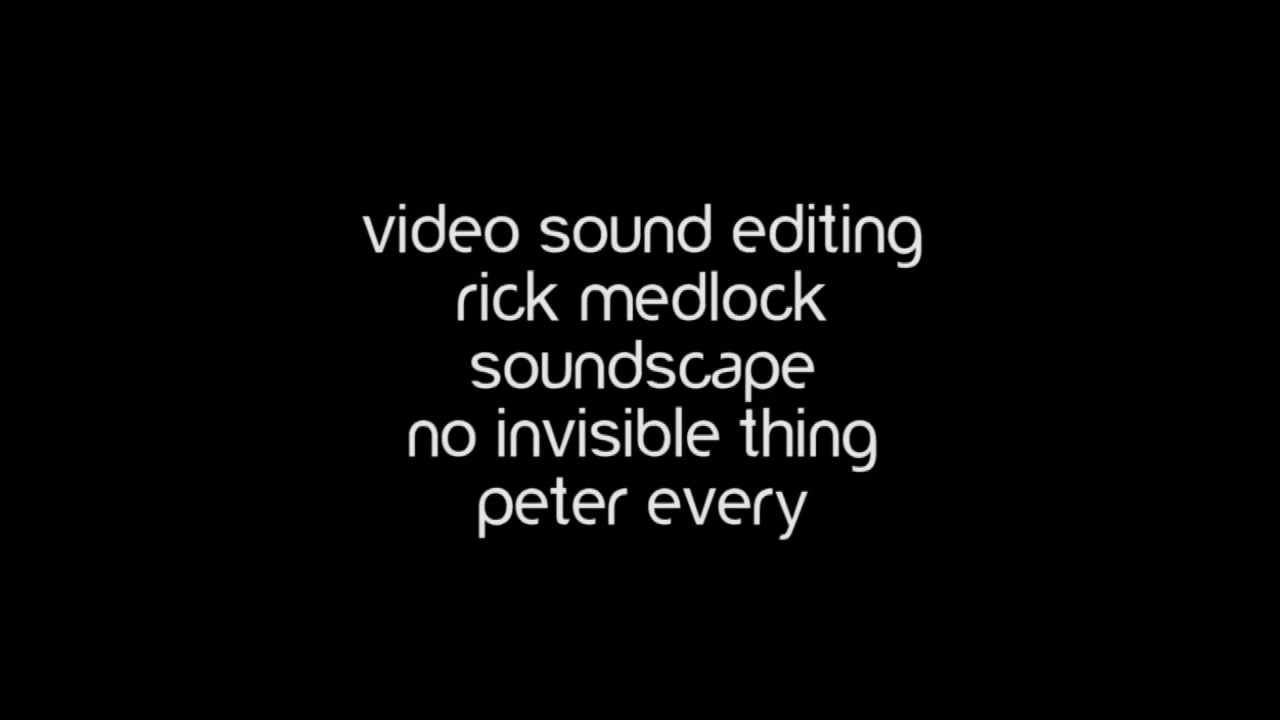 video sound editing
rick medlock
soundscape
no invisible thing
peter every